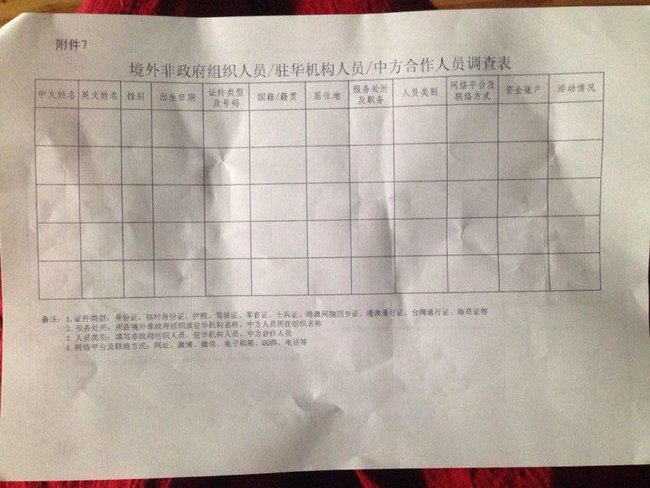 附件7
境外非政府组织人员/驻华机构人员/中方合作人员调查表
中文姓名 英文姓名 性别 出生日期 证件类型及号码 国籍/籍贯 居住地 服务处所及职务 人员类别 网络平台及联络方式 资金账户 活动情况
备注：1.证件类型：身份证、临时身份证、护照、驾驶证、军官证、士兵证、港澳同胞回乡证、港澳通行证、台湾通行证、海员证等
2.服务处所：所在境外非政府组织或驻华机构名称、中方人员所在组织名称
3.人员类别：填写非政府组织人员、驻华机构人员、中方合作人员
4.网络平台及联络方式：网址、微博、微信、电子邮箱、QQ群、电话等